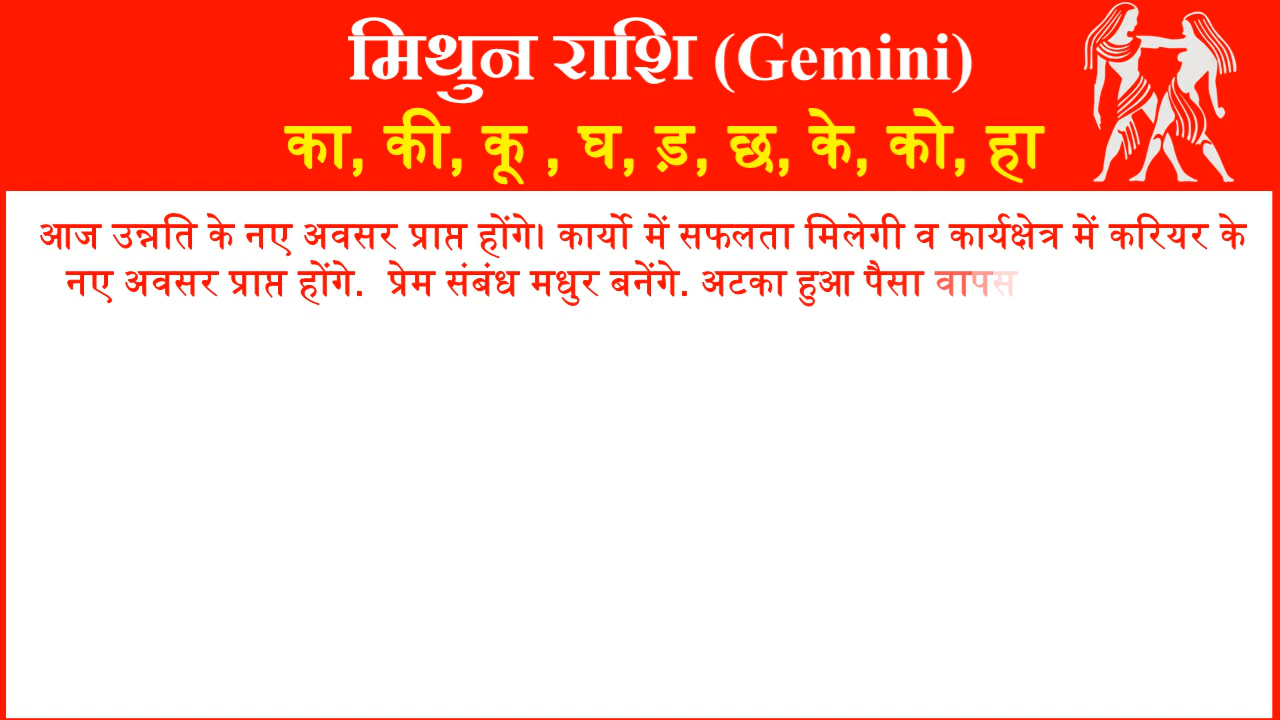 मिथुन राशि (Gemini)
का, की, कू , घ, ड़, छ, के, को, हा
आज उन्नति के नए अवसर प्राप्त होंगे। कार्यो में सफलता मिलेगी व कार्यक्षेत्र में करियर के
नए अवसर प्राप्त होंगे. प्रेम संबंध मधुर बनेंगे. अटका हुआ पैसा वापस